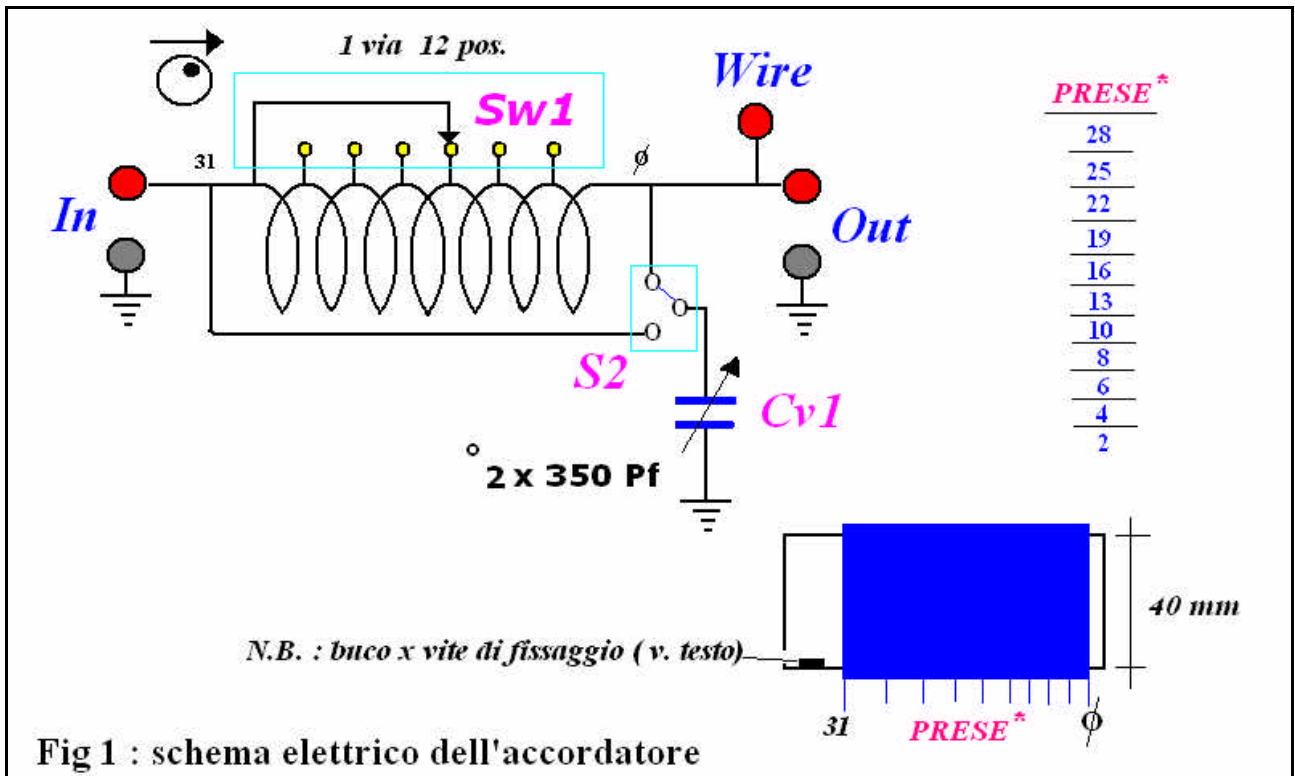 1 via 12 pos.
Wire
PRESE*
Sw1
28
31
ϕ
25
22
In
Out
19
16
13
10
8
S2
6
Cv1
4
2
° 2 x 350 Pf
40 mm
N.B. : buco x vite di fissaggio ( v. testo)
31
PRESE*
ϕ
Fig 1 : schema elettrico dell'accordatore